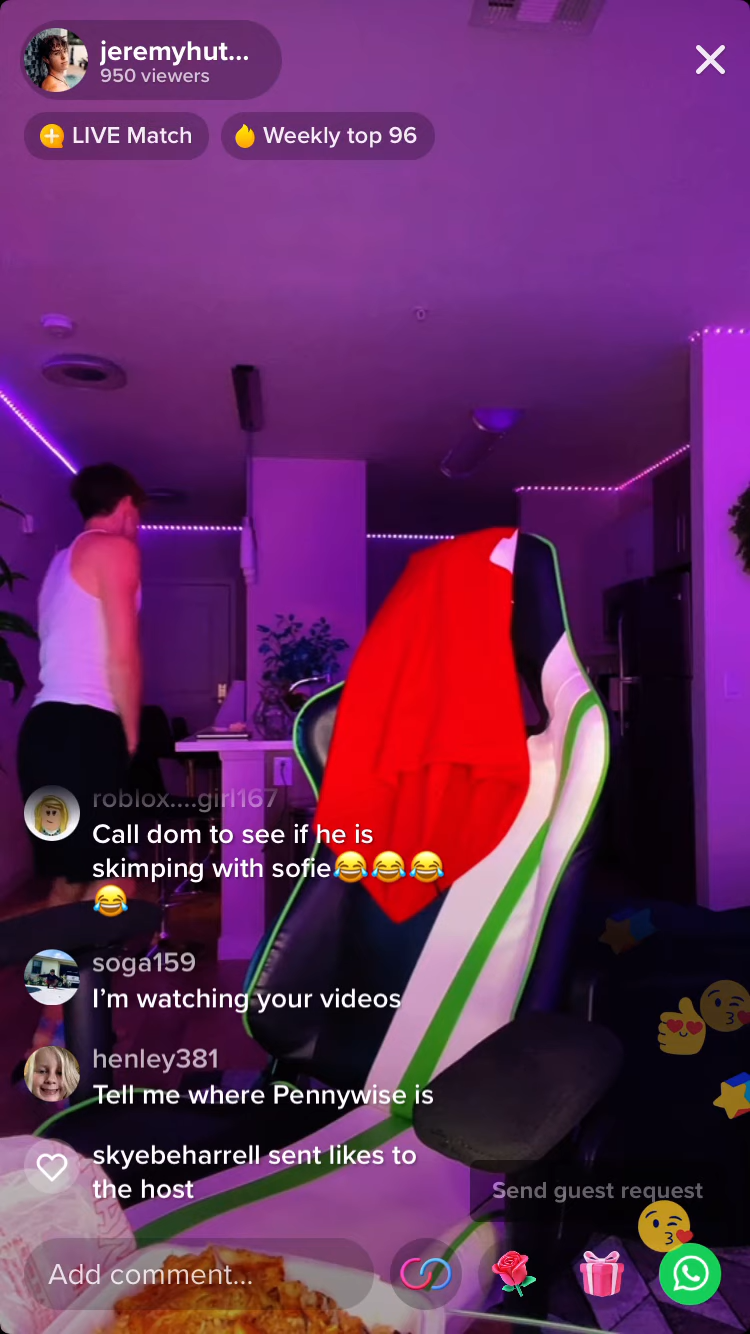 jeremyhut...
950 viewers
LIVE Match
Weekly top 96
roblox....girl167
Call dom to see if he is
skimping with sofie😂😂😂
😂
soga159
I'm watching your videos
henley381
Tell me where Pennywise is
skyebeharrell sent likes to
the host
Send guest request
Add comment...